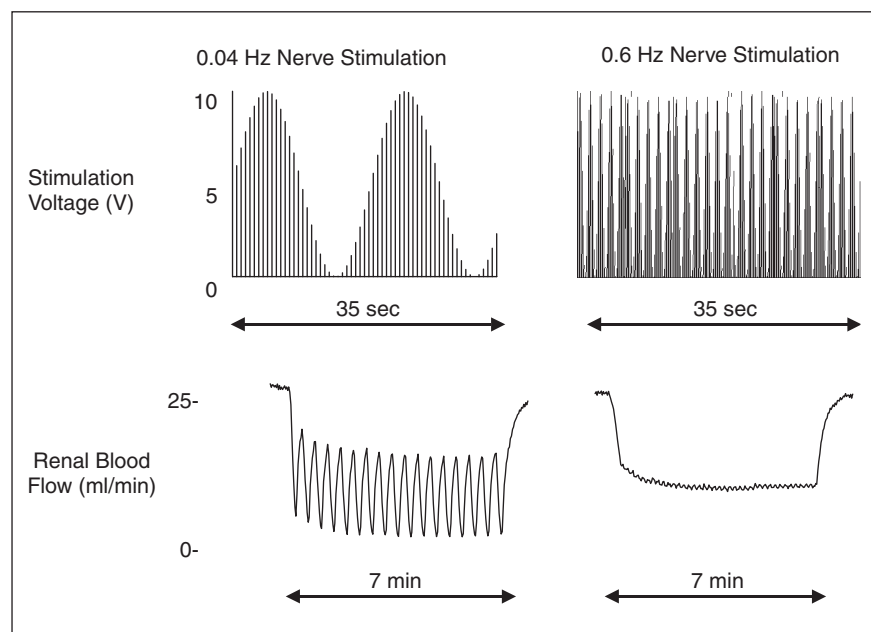 0.04 Hz Nerve Stimulation
0.6 Hz Nerve Stimulation
Stimulation
Voltage (V)
10
5
0
35 sec
35 sec
Renal Blood
Flow (ml/min)
25-
0-
7 min
7 min